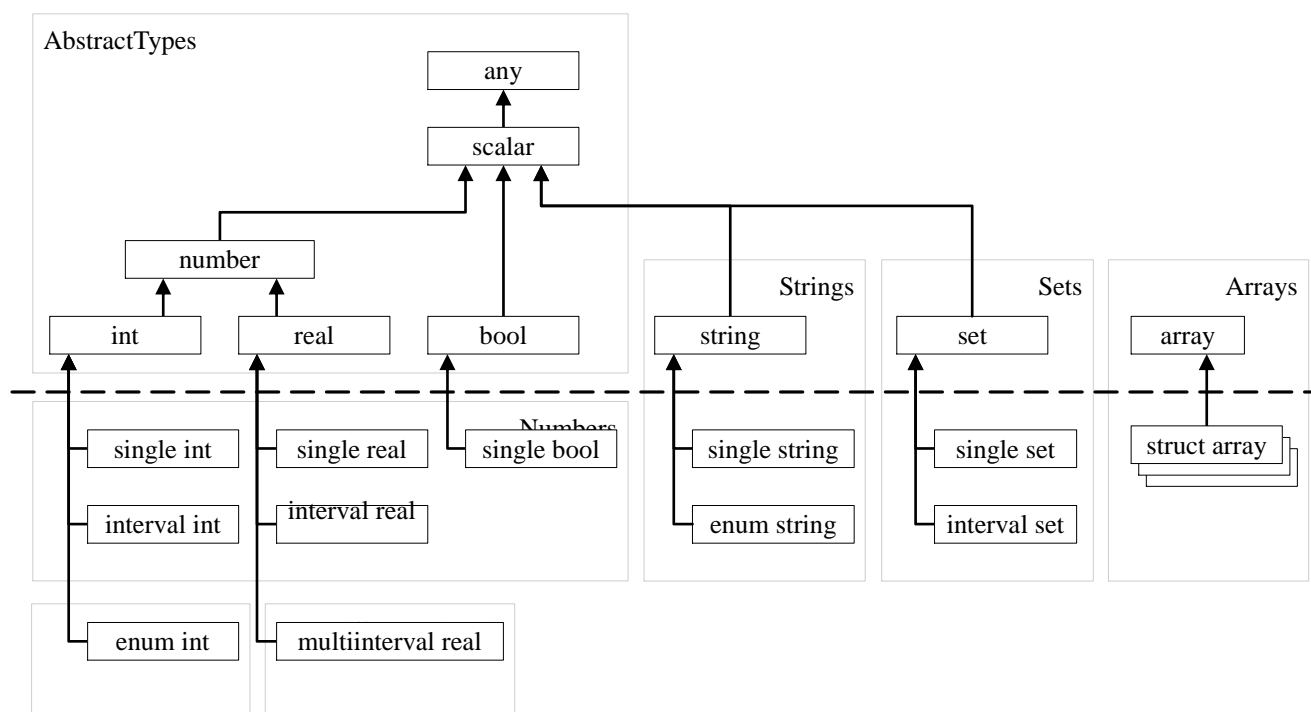 AbstractTypes
any
scalar
number
Strings
Sets
Arrays
int
real
bool
string
set
array
Numbers
single int
single real
single bool
single string
single set
struct array
interval int
interval real
enum string
interval set
enum int
multiinterval real